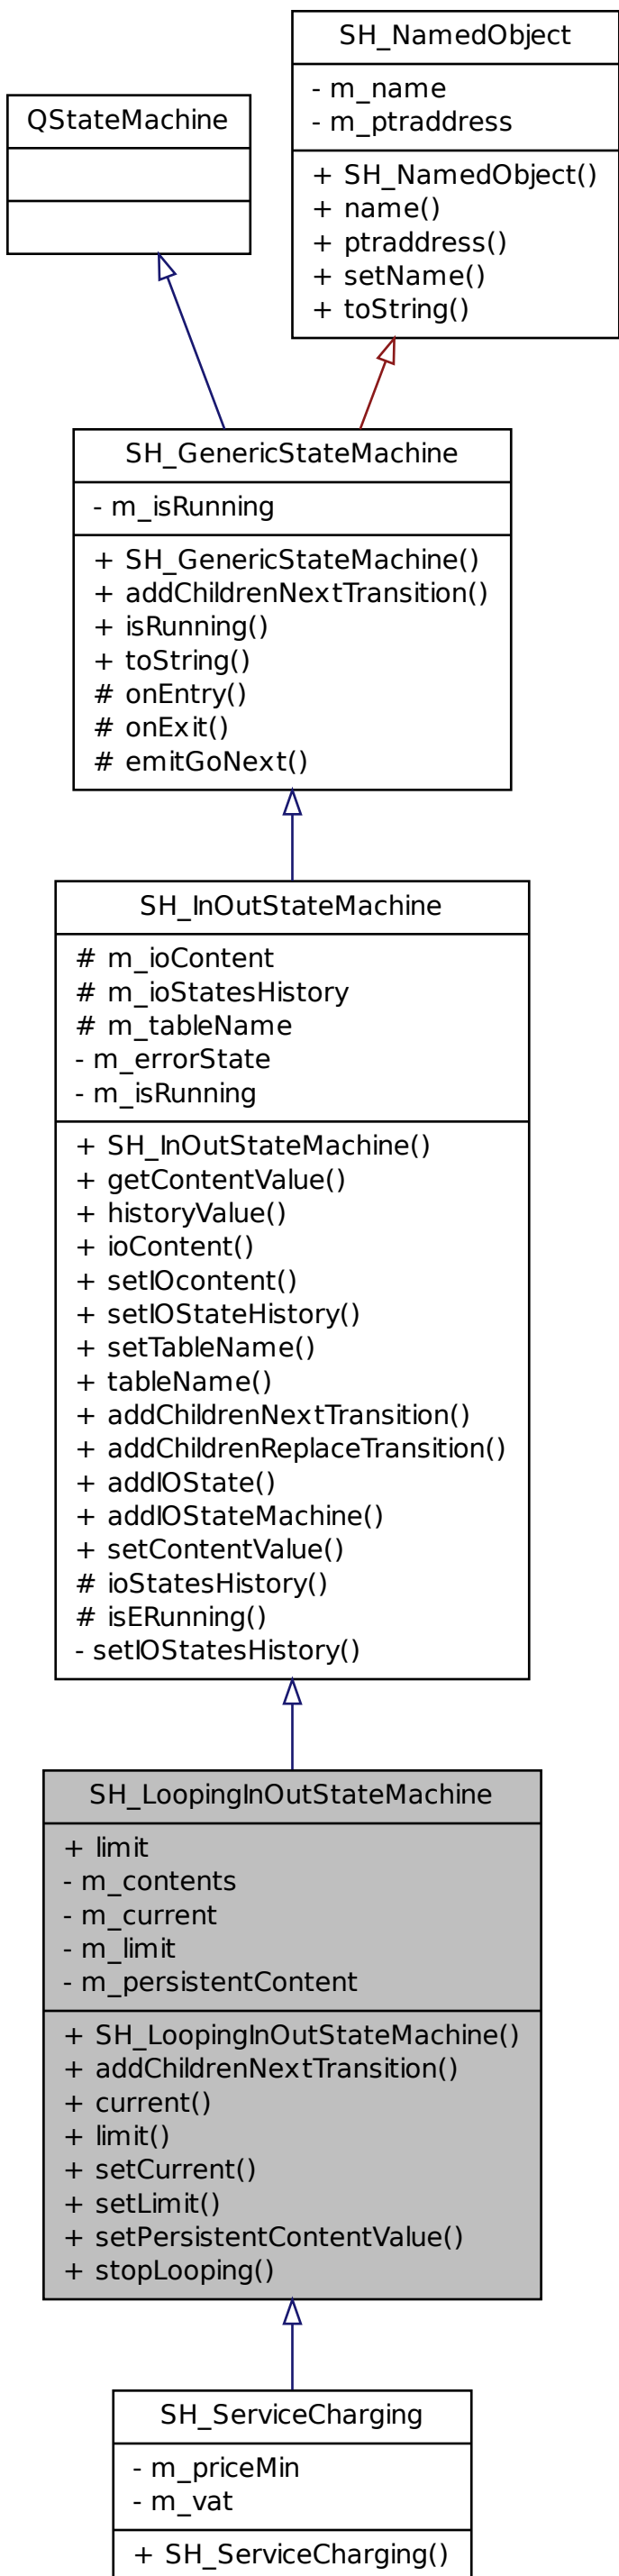 SH_NamedObject
- m_name
- m_ptraddress
+ SH_NamedObject()
+ name()
+ ptraddress()
+ setName()
+ toString()
QStateMachine
SH_GenericStateMachine
- m_isRunning
+ SH_GenericStateMachine()
+ addChildrenNextTransition()
+ isRunning()
+ toString()
# onEntry()
# onExit()
# emitGoNext()
SH_InOutStateMachine
# m_ioContent
# m_ioStatesHistory
# m_tableName
- m_errorState
- m_isRunning
+ SH_InOutStateMachine()
+ getContentValue()
+ historyValue()
+ ioContent()
+ setIOcontent()
+ setIOStateHistory()
+ setTableName()
+ tableName()
+ addChildrenNextTransition()
+ addChildrenReplaceTransition()
+ addIOState()
+ addIOStateMachine()
+ setContentValue()
# ioStatesHistory()
# isERunning()
- setIOStatesHistory()
SH_LoopingInOutStateMachine
+ limit
- m_contents
- m_current
- m_limit
- m_persistentContent
+ SH_LoopingInOutStateMachine()
+ addChildrenNextTransition()
+ current()
+ limit()
+ setCurrent()
+ setLimit()
+ setPersistentContentValue()
+ stopLooping()
SH_ServiceCharging
- m_priceMin
- m_vat
+ SH_ServiceCharging()